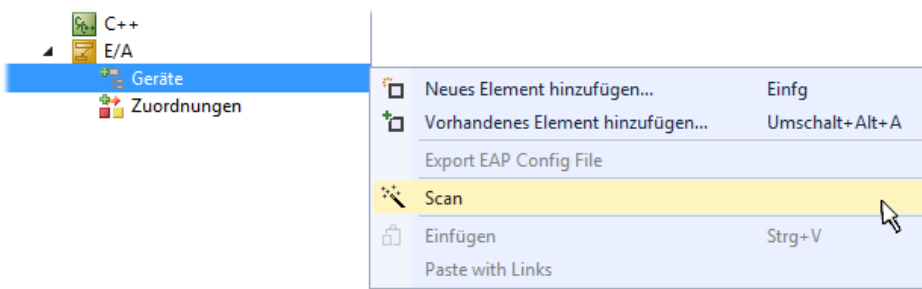 C++
E/A
Geräte
Zuordnungen
Neues Element hinzufügen... Einfg
Vorhandenes Element hinzufügen... Umschalt+Alt+A
Export EAP Config File
Scan
Einfügen Strg+V
Paste with Links